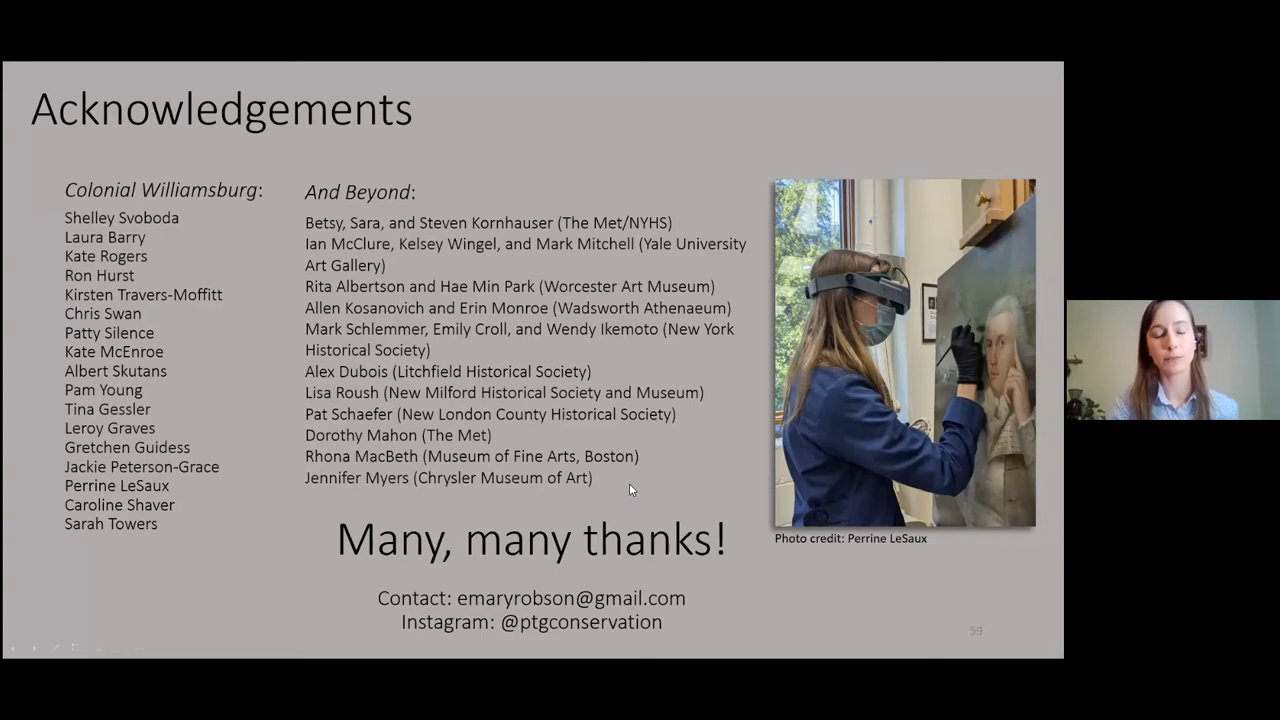 Acknowledgements
Colonial Williamsburg:
Shelley Svoboda
Laura Barry
Kate Rogers
Ron Hurst
Kirsten Travers-Moffitt
Chris Swan
Patty Silence
Kate McEnroe
Albert Skutans
Pam Young
Tina Gessler
Leroy Graves
Gretchen Guidess
Jackie Peterson-Grace
Perrine LeSaux
Caroline Shaver
Sarah Towers
And Beyond:
Betsy, Sara, and Steven Kornhauser (The Met/NYHS)
Ian McClure, Kelsey Wingel, and Mark Mitchell (Yale University
Art Gallery)
Rita Albertson and Hae Min Park (Worcester Art Museum)
Allen Kosanovich and Erin Monroe (Wadsworth Athenaeum)
Mark Schlemmer, Emily Croll, and Wendy Ikemoto (New York
Historical Society)
Alex Dubois (Litchfield Historical Society)
Lisa Roush (New Milford Historical Society and Museum)
Pat Schaefer (New London County Historical Society)
Dorothy Mahon (The Met)
Rhona MacBeth (Museum of Fine Arts, Boston)
Jennifer Myers (Chrysler Museum of Art)
Many, many thanks!
Contact: emaryrobson@gmail.com
Instagram: @ptgconservation
Photo credit: Perrine LeSaux
59